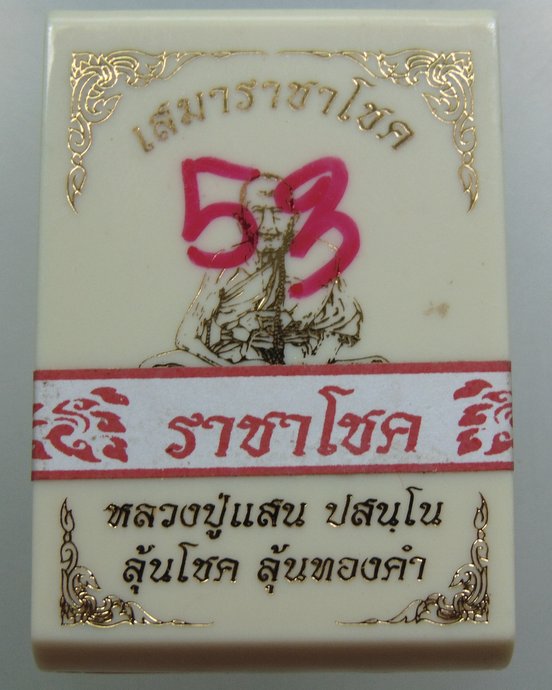 เสมาราชาโชค
53
ราชาโชค
หลวงปู่แสน ปสนฺโน
ลุ้นโชค ลุ้นทองคำ